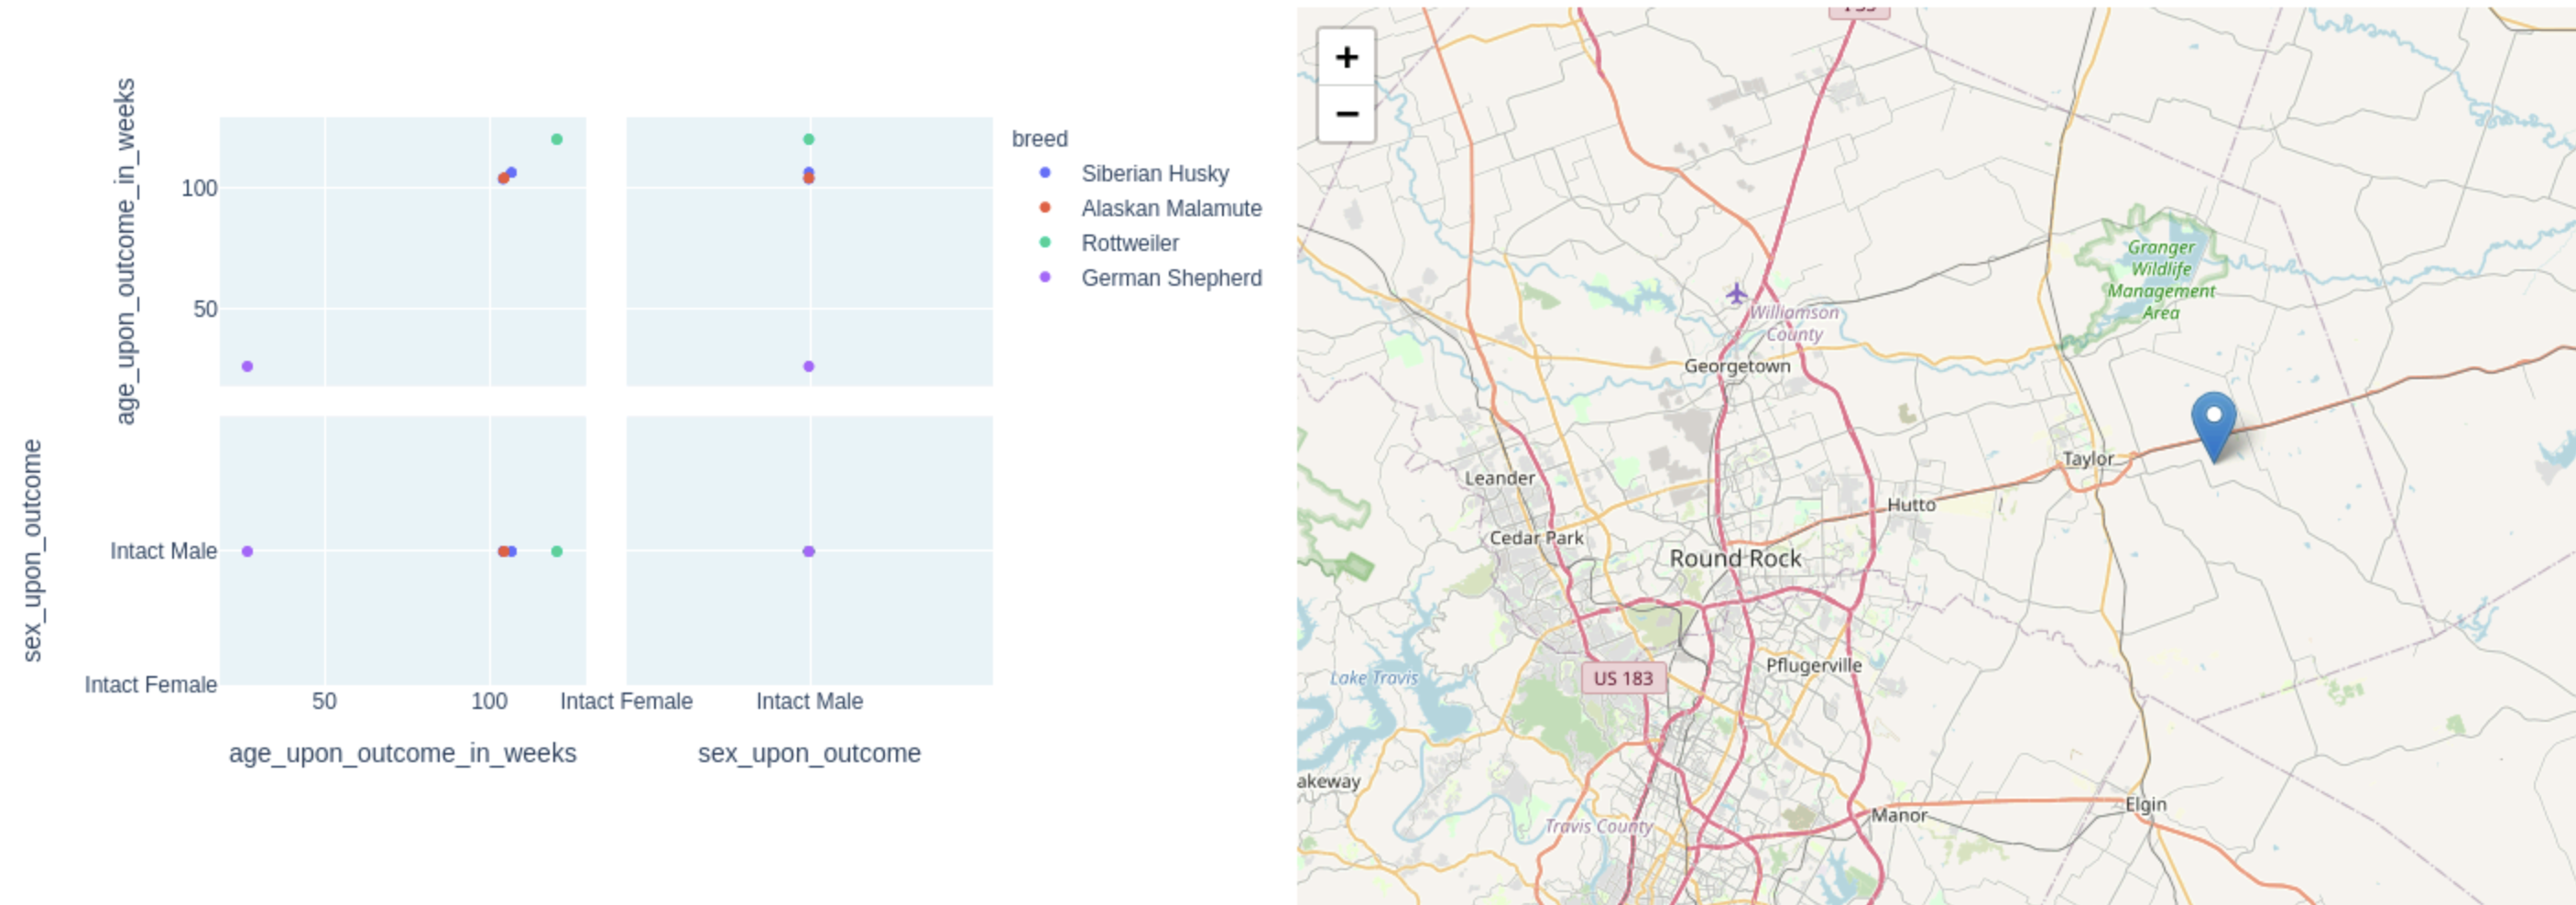 age_upon_outcome_in_weeks
100
50
sex_upon_outcome
Intact Male
Intact Female
50
100
Intact Female
Intact Male
age_upon_outcome_in_weeks
sex_upon_outcome
breed
Siberian Husky
Alaskan Malamute
Rottweiler
German Shepherd
+
−
Granger
Wildlife
Management
Area
Williamson
County
Georgetown
Leander
Taylor
Hutto
Cedar Park
Round Rock
Pflugerville
Lake Travis
US 183
akeway
Travis County
Manor
Elgin